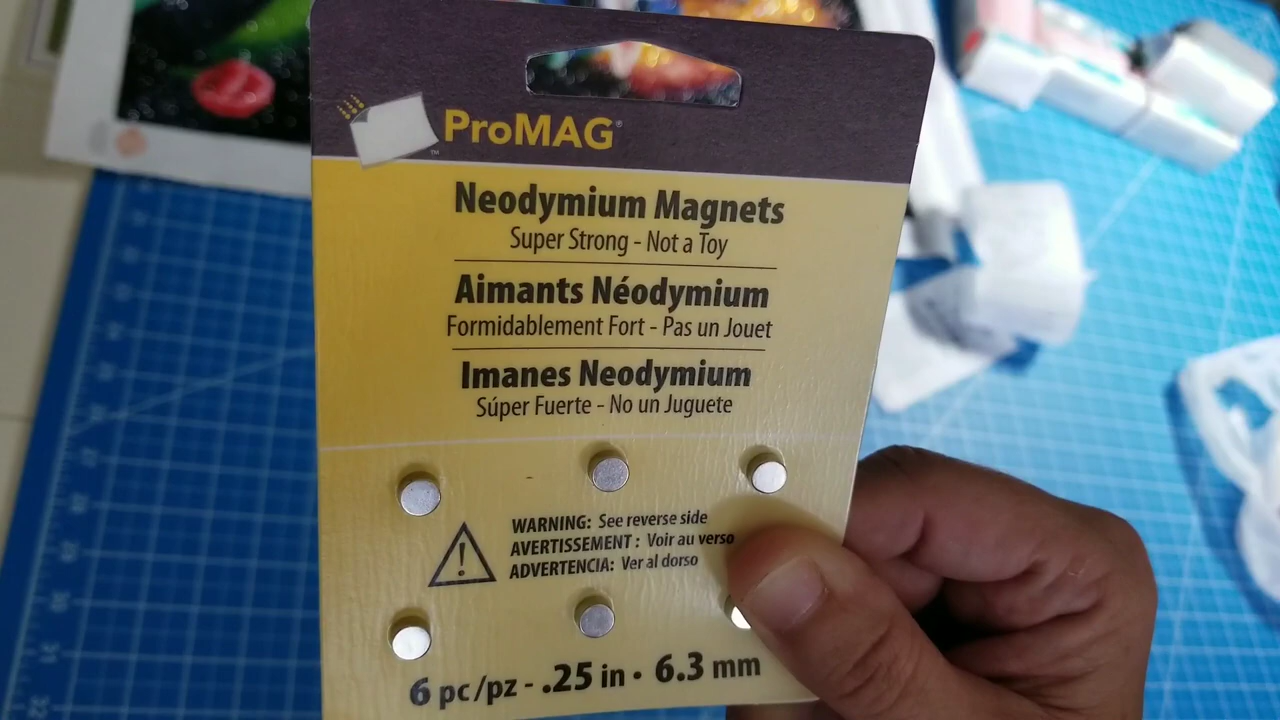 ProMAG®
™
Neodymium Magnets
Super Strong - Not a Toy
Aimants Néodymium
Formidablement Fort - Pas un Jouet
Imanes Neodymium
Súper Fuerte - No un Juguete
WARNING: See reverse side
AVERTISSEMENT : Voir au verso
ADVERTENCIA: Ver al dorso
6 pc/pz - .25 in • 6.3 mm